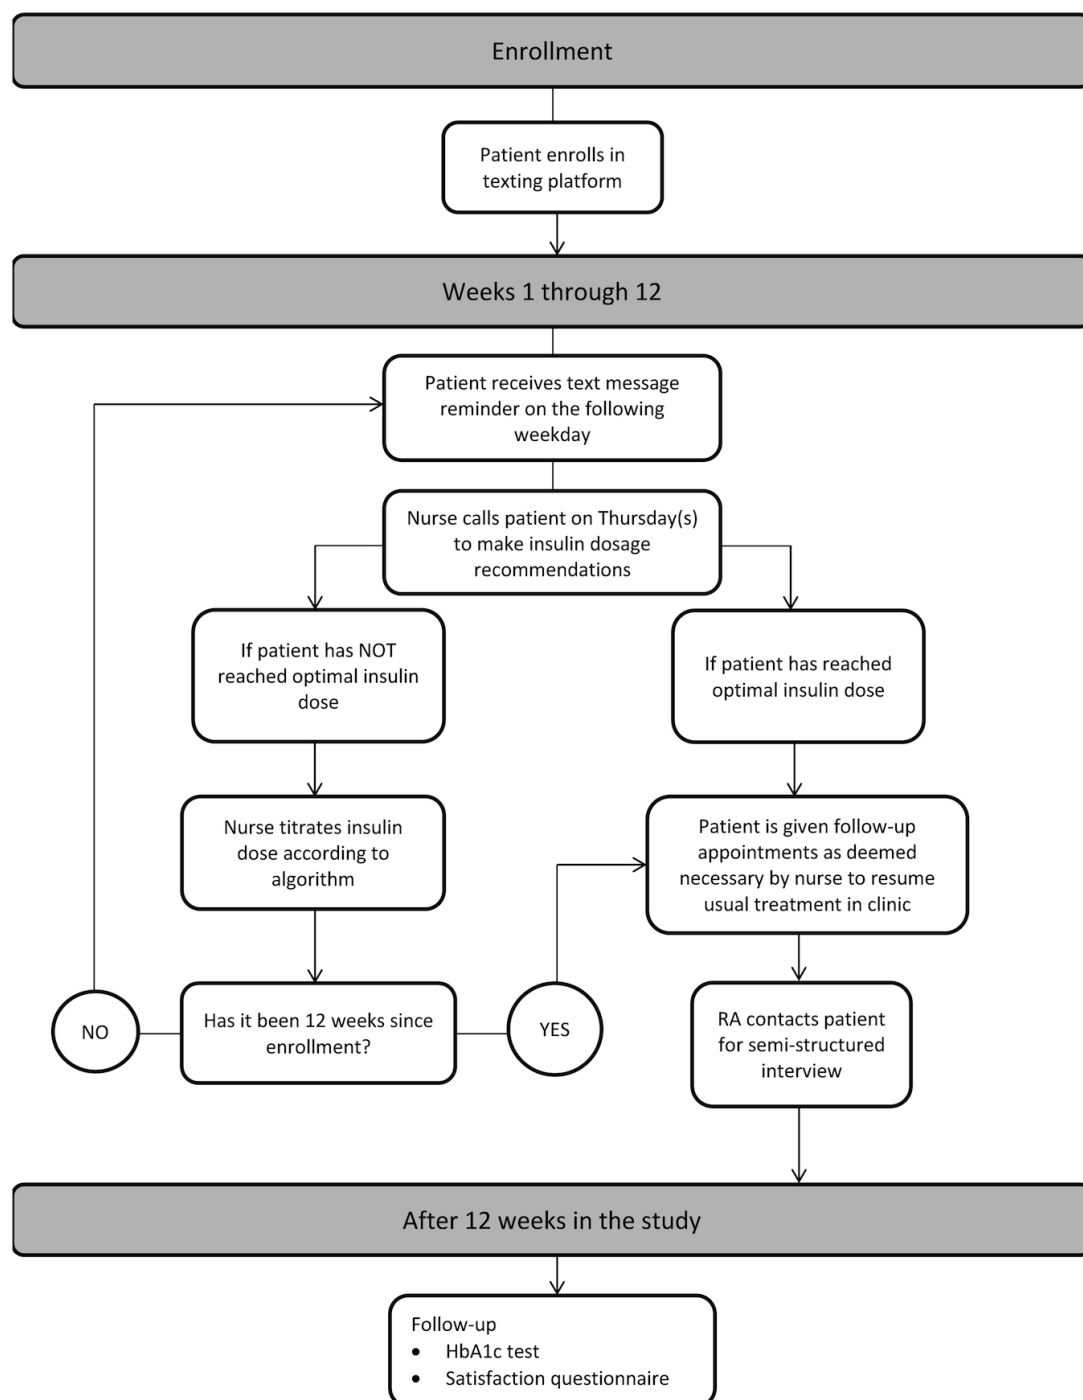 Enrollment
Patient enrolls in
texting platform
Weeks 1 through 12
Patient receives text message
reminder on the following
weekday
Nurse calls patient on Thursday(s)
to make insulin dosage
recommendations
If patient has NOT
reached optimal insulin
dose
If patient has reached
optimal insulin dose
Nurse titrates insulin
dose according to
algorithm
Patient is given follow-up
appointments as deemed
necessary by nurse to resume
usual treatment in clinic
NO
Has it been 12 weeks since
enrollment?
YES
RA contacts patient
for semi-structured
interview
After 12 weeks in the study
Follow-up
• HbA1c test
• Satisfaction questionnaire